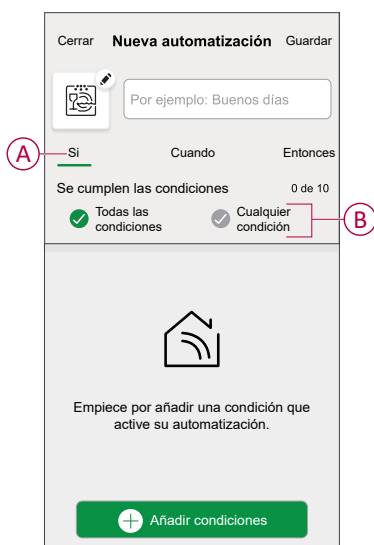 Cerrar Nueva automatización Guardar
Por ejemplo: Buenos días
A Si Cuando Entonces
Se cumplen las condiciones 0 de 10
Todas las
condiciones
Cualquier
condición
B
Empiece por añadir una condición que
active su automatización.
Añadir condiciones